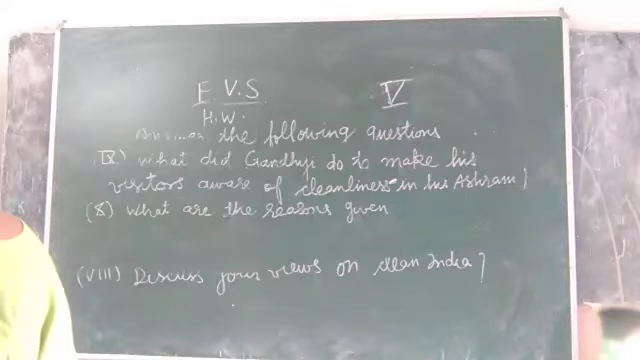 E.V.S V
H.W.
the following questions
IX) What did Gandhiji do to make his
visitors aware of cleanliness in his Ashram?
(X) What are the reasons given
(VIII) Discuss your views on clean India?